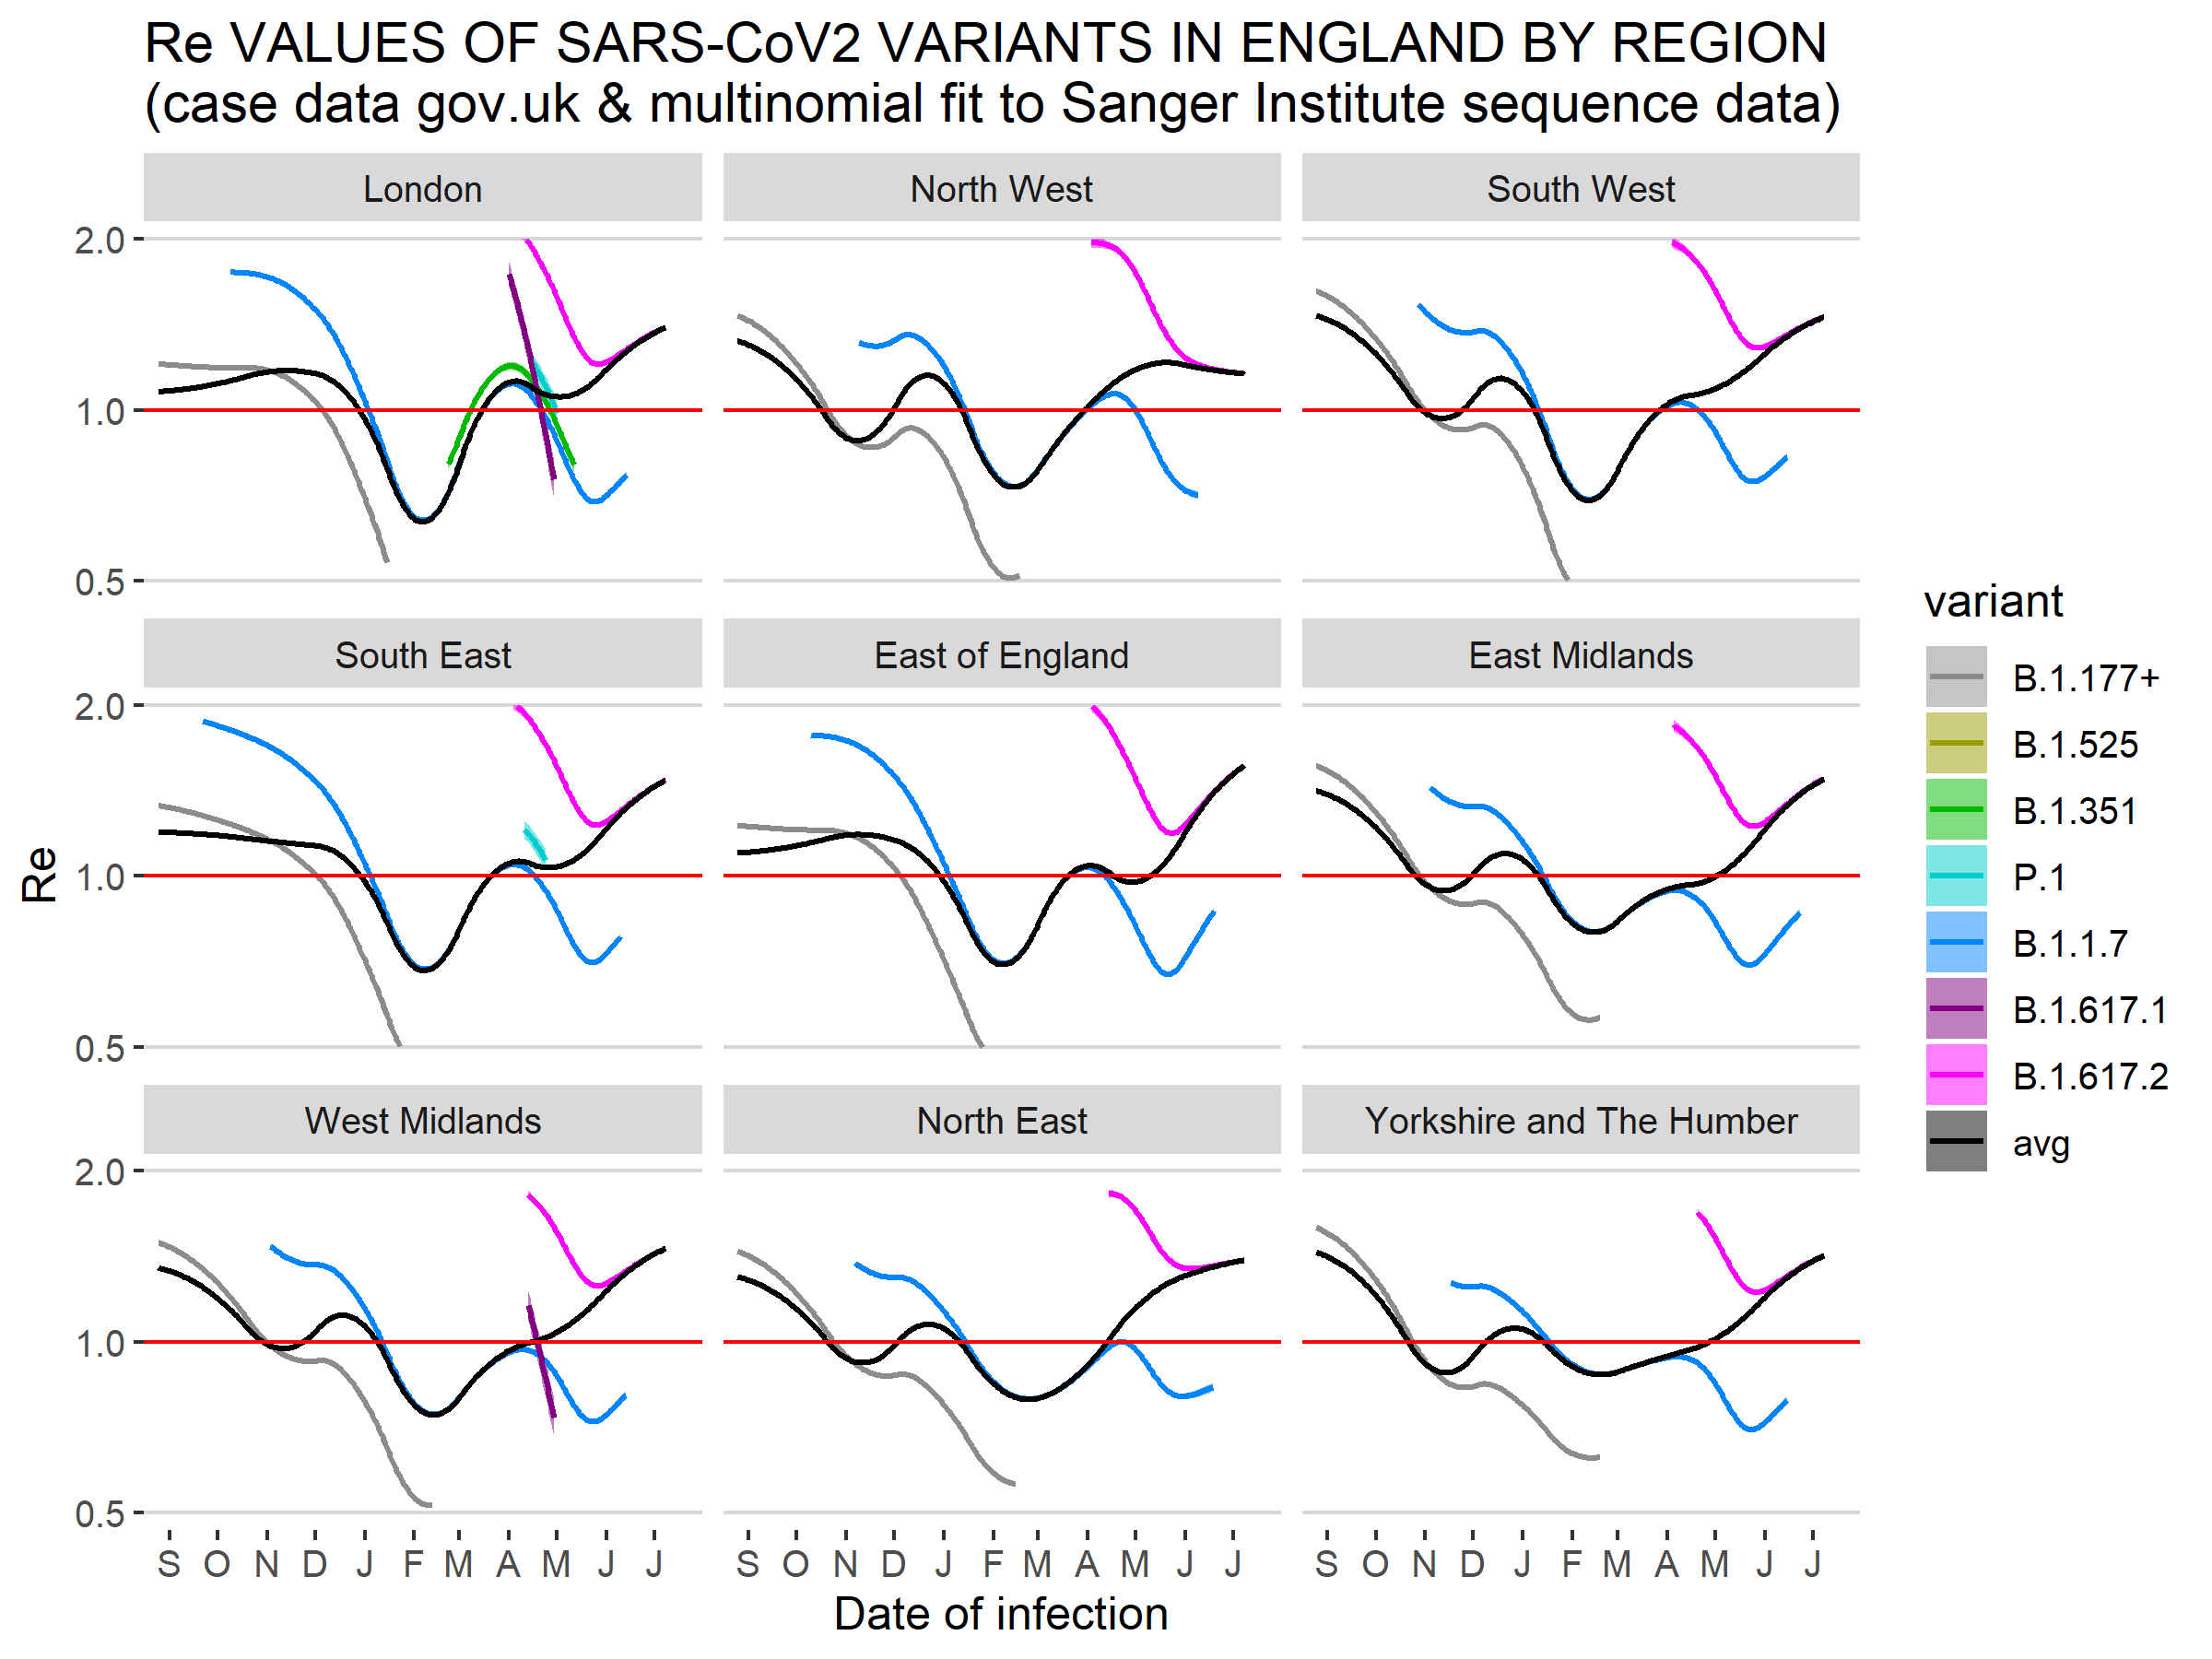 Re VALUES OF SARS-CoV2 VARIANTS IN ENGLAND BY REGION
(case data gov.uk & multinomial fit to Sanger Institute sequence data)
London
North West
South West
2.0
1.0
0.5
South East
East of England
East Midlands
2.0
1.0
0.5
West Midlands
North East
Yorkshire and The Humber
2.0
1.0
0.5
S O N D J F M A M J J
S O N D J F M A M J J
S O N D J F M A M J J
Re
Date of infection
variant
B.1.177+
B.1.525
B.1.351
P.1
B.1.1.7
B.1.617.1
B.1.617.2
avg